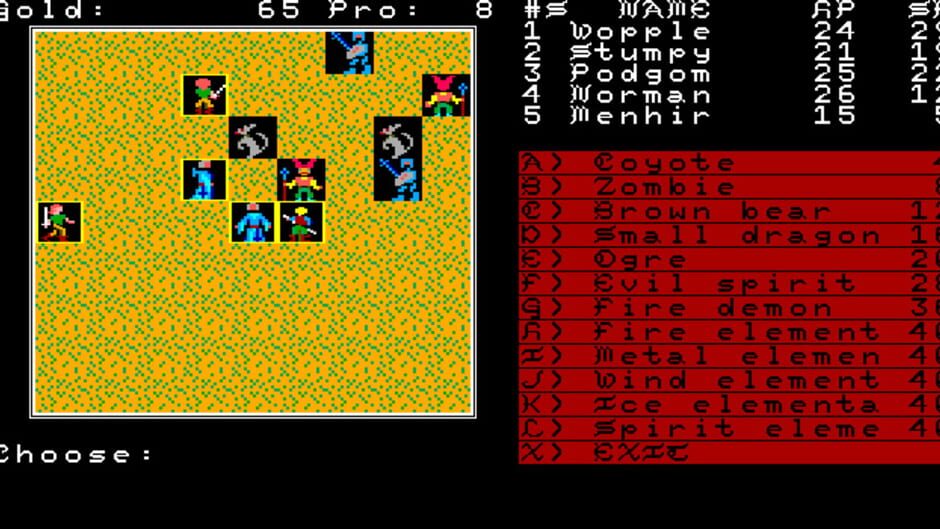 Gold: 65 Pro: 8
#S NAME HP
1 Wopple 24
2 Stumpy 21
3 Podgom 25
4 Norman 26
5 Menhir 15
A) Coyote
B) Zombie
C) Brown bear
D) Small dragon
E) Ogre
F) Evil spirit
G) Fire demon
H) Fire element
I) Metal elemen
J) Wind element
K) Ice elementa
L) Spirit eleme
X) EXIT
Choose: